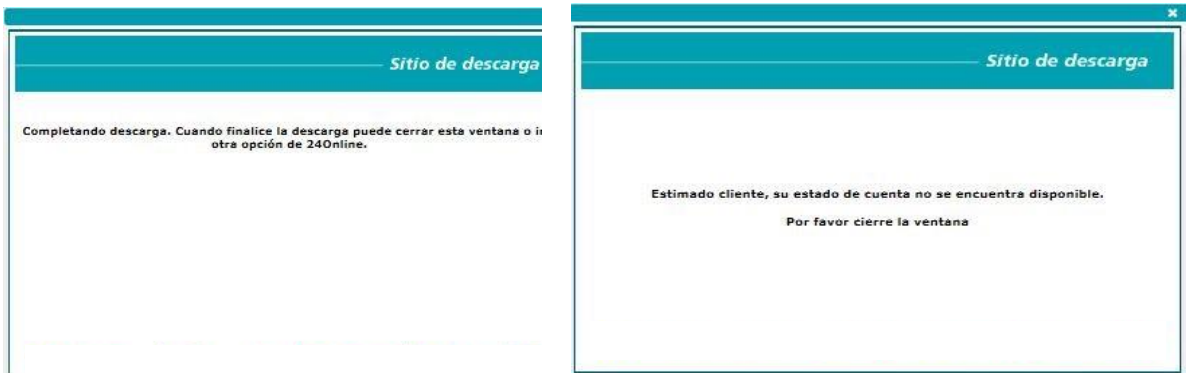 Sitio de descarga
Completando descarga. Cuando finalice la descarga puede cerrar esta ventana o
otra opción de 24Online.
Sitio de descarga
Estimado cliente, su estado de cuenta no se encuentra disponible.
Por favor cierre la ventana